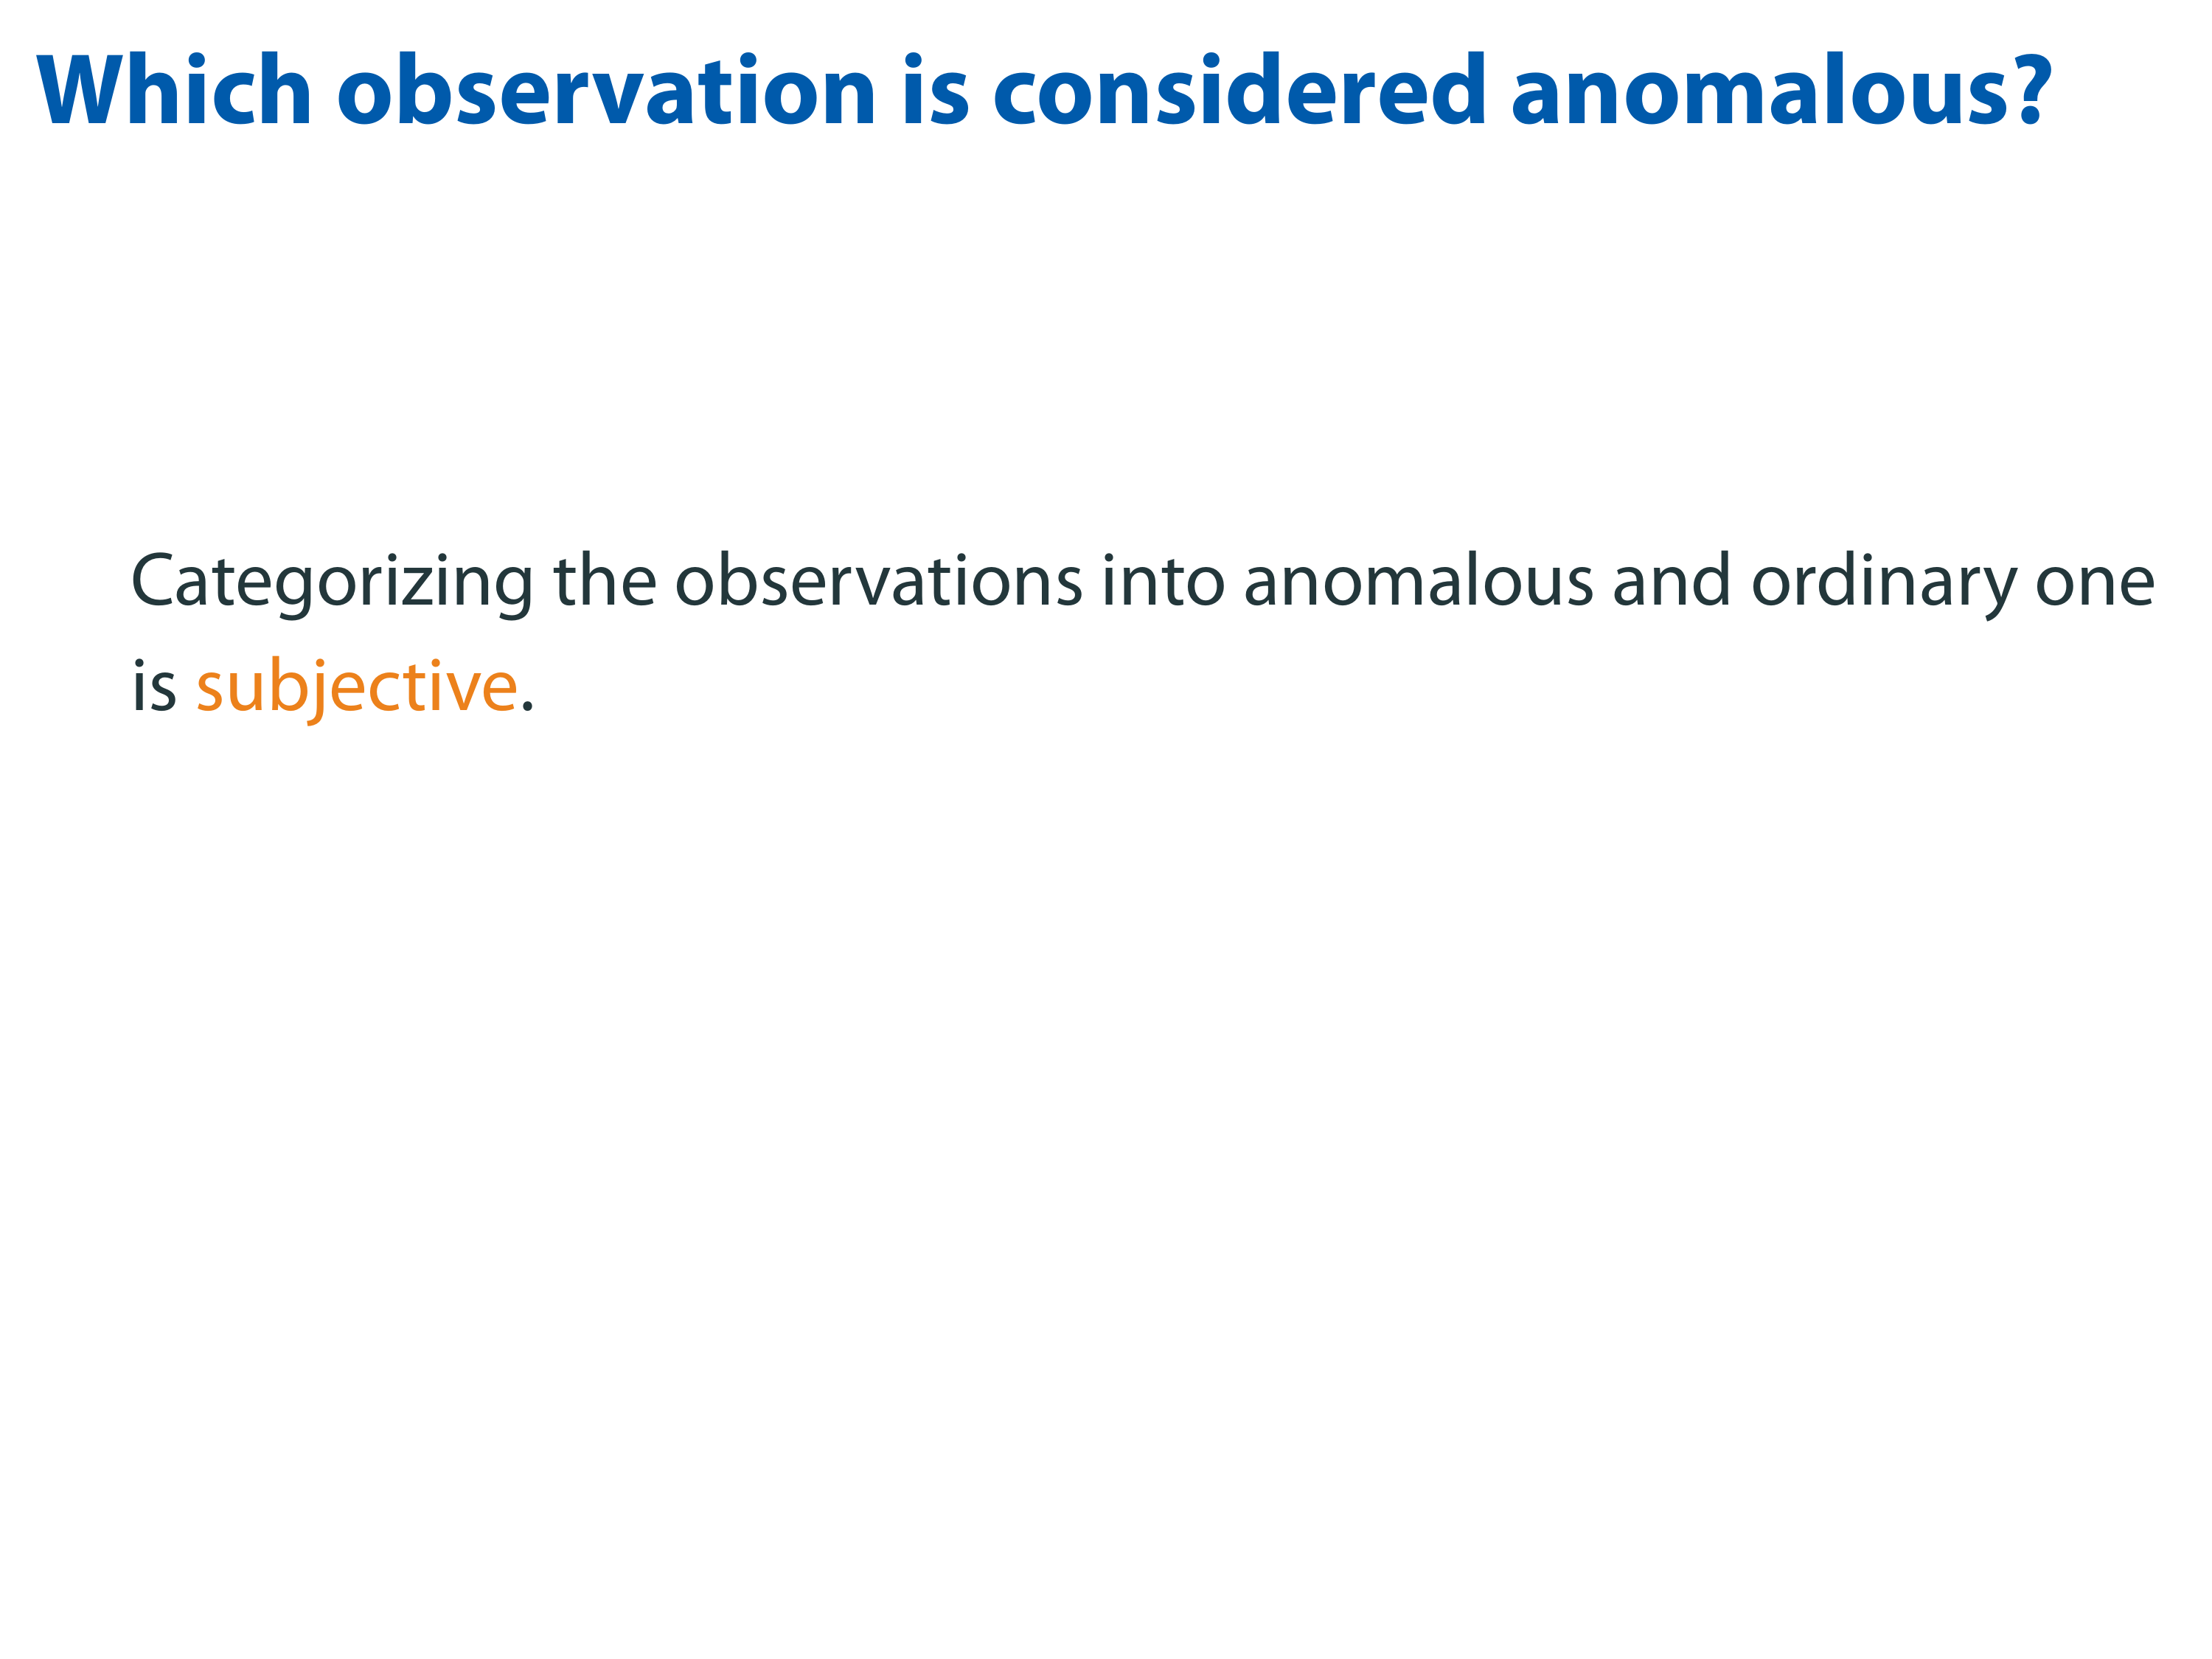 Which observation is considered anomalous?
Categorizing the observations into anomalous and ordinary one
is subjective.